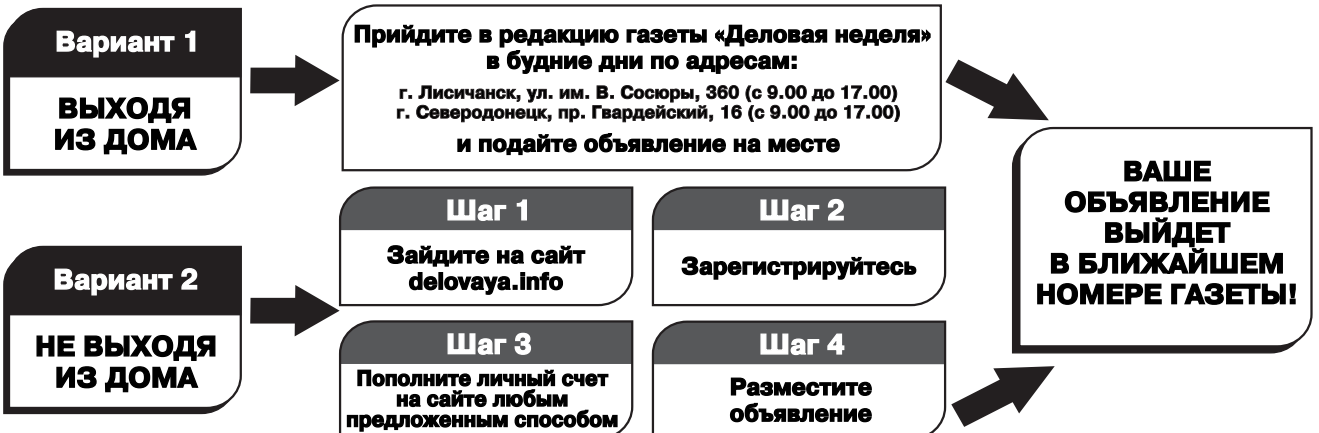 Вариант 1
ВЫХОДЯ
ИЗ ДОМА
Прийдите в редакцию газеты «Деловая неделя»
в будние дни по адресам:
г. Лисичанск, ул. им. В. Сосюры, 360 (с 9.00 до 17.00)
г. Северодонецк, пр. Гвардейский, 16 (с 9.00 до 17.00)
и подайте объявление на месте
Вариант 2
НЕ ВЫХОДЯ
ИЗ ДОМА
Шаг 1
Зайдите на сайт
delovaya.info
Шаг 2
Зарегистрируйтесь
Шаг 3
Пополните личный счет
на сайте любым
предложенным способом
Шаг 4
Разместите
объявление
ВАШЕ
ОБЪЯВЛЕНИЕ
ВЫЙДЕТ
В БЛИЖАЙШЕМ
НОМЕРЕ ГАЗЕТЫ!